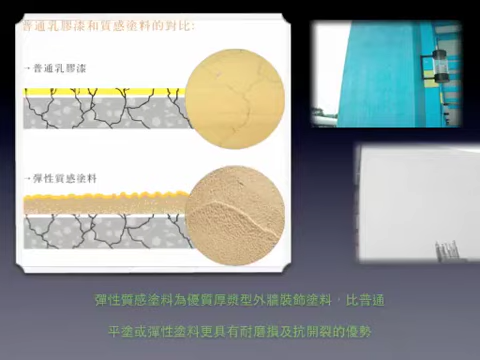 普通乳膠漆和質感塗料的對比:
→普通乳膠漆
→彈性質感塗料
彈性質感塗料為優質厚漿型外牆裝飾塗料，比普通
平塗或彈性塗料更具有耐磨損及抗開裂的優勢